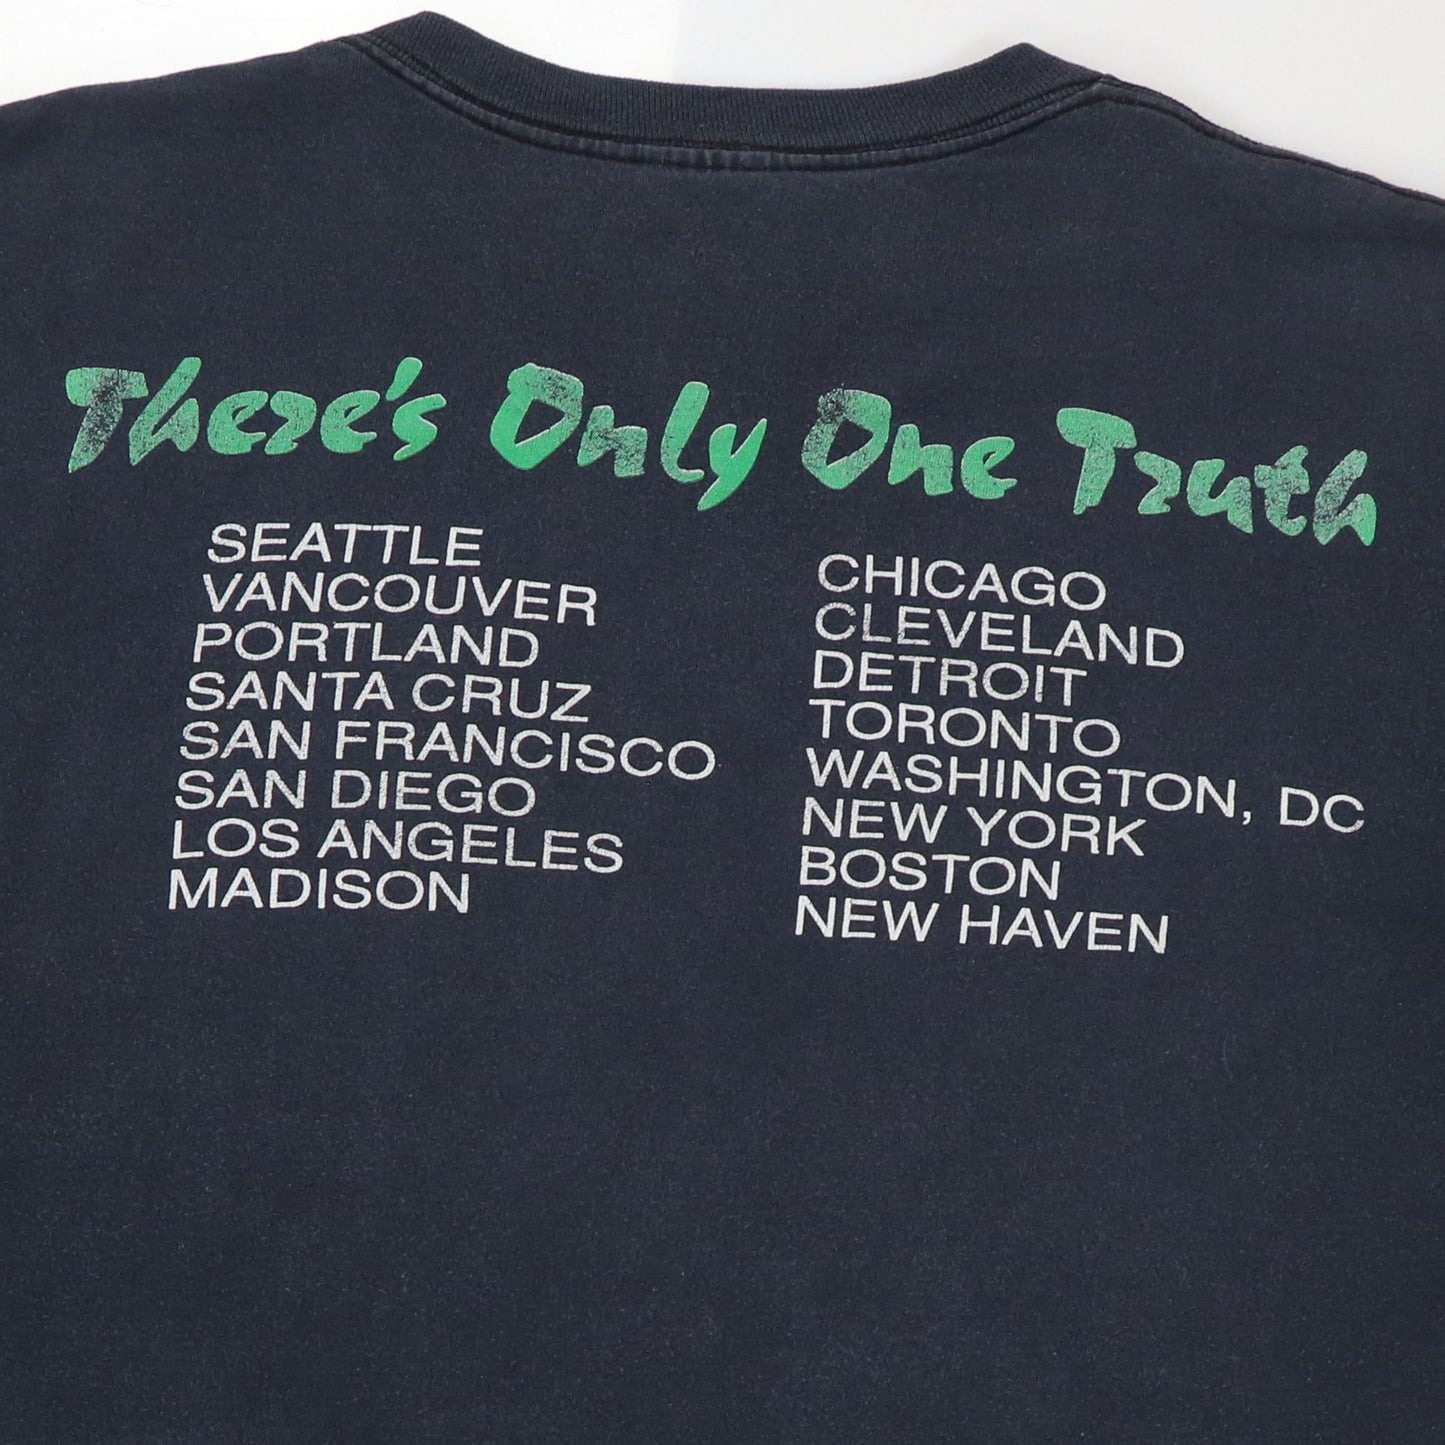 There's Only One Truth
SEATTLE
VANCOUVER
PORTLAND
SANTA CRUZ
SAN FRANCISCO
SAN DIEGO
LOS ANGELES
MADISON
CHICAGO
CLEVELAND
DETROIT
TORONTO
WASHINGTON, DC
NEW YORK
BOSTON
NEW HAVEN